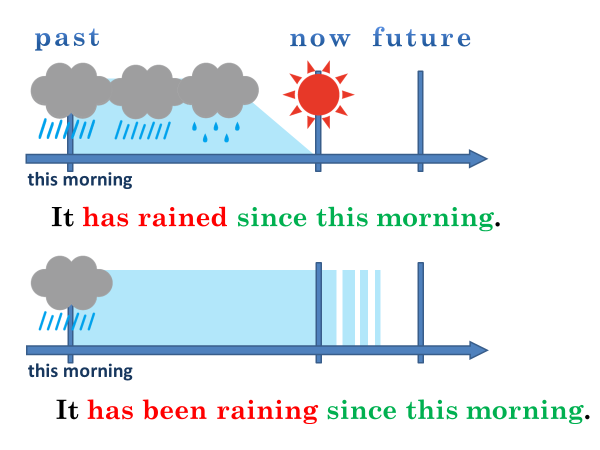 past now future
this morning
It has rained since this morning.
this morning
It has been raining since this morning.